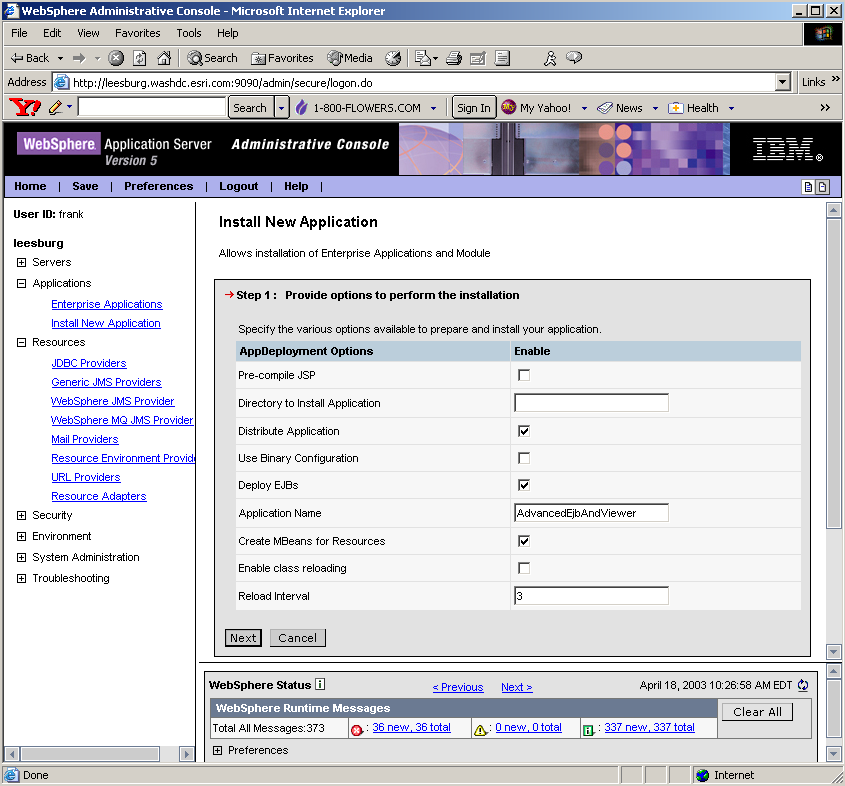 WebSphere Administrative Console - Microsoft Internet Explorer
File Edit View Favorites Tools Help
Back Search Favorites Media
Address http://leesburg.washdc.esri.com:9090/admin/secure/logon.do Links »
Y! Search 1-800-FLOWERS.COM Sign In My Yahoo! News Health »
WebSphere Application Server Administrative Console IBM®
Version 5
Home | Save | Preferences | Logout | Help |
User ID: frank
leesburg
Servers
Applications
Enterprise Applications
Install New Application
Resources
JDBC Providers
Generic JMS Providers
WebSphere JMS Provider
WebSphere MQ JMS Provider
Mail Providers
Resource Environment Provide
URL Providers
Resource Adapters
Security
Environment
System Administration
Troubleshooting
Install New Application
Allows installation of Enterprise Applications and Module
Step 1 : Provide options to perform the installation
Specify the various options available to prepare and install your application.
AppDeployment Options Enable
Pre-compile JSP
Directory to Install Application
Distribute Application
Use Binary Configuration
Deploy EJBs
Application Name AdvancedEjbAndViewer
Create MBeans for Resources
Enable class reloading
Reload Interval 3
Next Cancel
WebSphere Status i < Previous Next > April 18, 2003 10:26:58 AM EDT
WebSphere Runtime Messages Clear All
Total All Messages:373 : 36 new, 36 total : 0 new, 0 total : 337 new, 337 total
Preferences
Done Internet